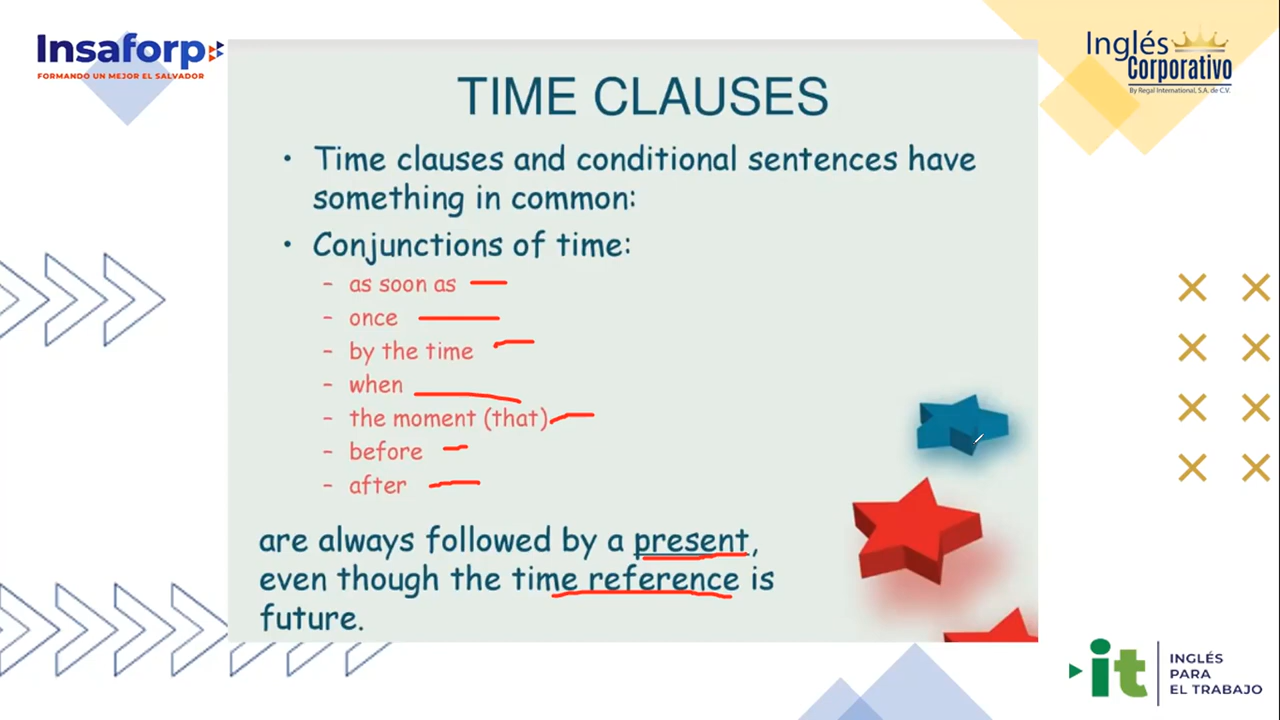 Insaforp
FORMANDO UN MEJOR EL SALVADOR
Inglés
Corporativo
By Regal International, S.A. de C.V.
TIME CLAUSES
• Time clauses and conditional sentences have
something in common:
• Conjunctions of time:
- as soon as
- once
- by the time
- when
- the moment (that)
- before
- after
are always followed by a present,
even though the time reference is
future.
it
INGLÉS
PARA
EL TRABAJO